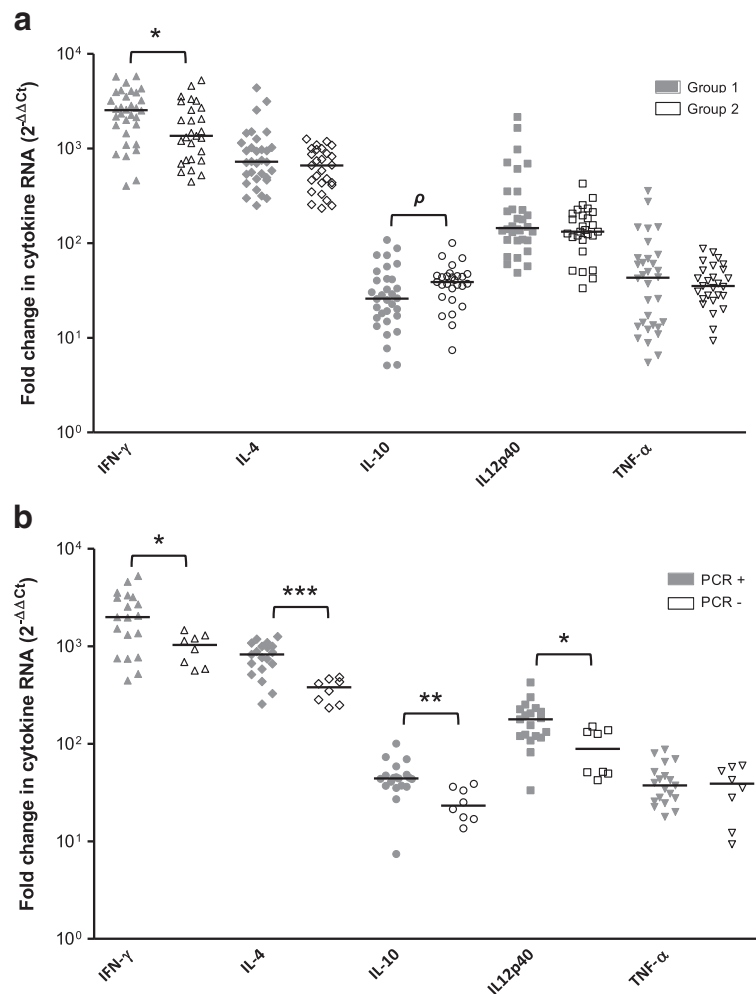 a
*
10⁴
10³
10²
10¹
10⁰
Fold change in cytokine RNA (2^-ΔΔCt)
Group 1
Group 2
ρ
IFN-γ
IL-4
IL-10
IL12p40
TNF-α
b
*
***
**
*
10⁴
10³
10²
10¹
10⁰
Fold change in cytokine RNA (2^-ΔΔCt)
PCR +
PCR -
IFN-γ
IL-4
IL-10
IL12p40
TNF-α